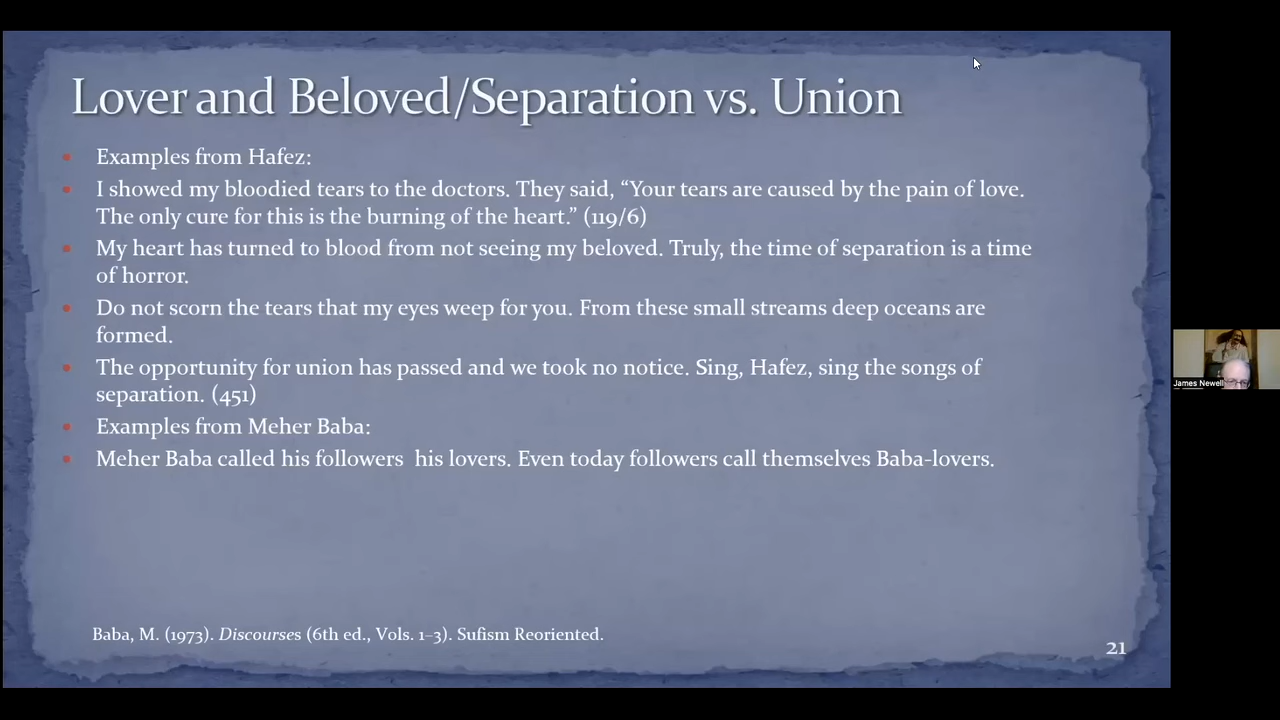 Lover and Beloved/Separation vs. Union
Examples from Hafez:
I showed my bloodied tears to the doctors. They said, “Your tears are caused by the pain of love.
The only cure for this is the burning of the heart.” (119/6)
My heart has turned to blood from not seeing my beloved. Truly, the time of separation is a time
of horror.
Do not scorn the tears that my eyes weep for you. From these small streams deep oceans are
formed.
The opportunity for union has passed and we took no notice. Sing, Hafez, sing the songs of
separation. (451)
Examples from Meher Baba:
Meher Baba called his followers  his lovers. Even today followers call themselves Baba-lovers.
James Newell
Baba, M. (1973). Discourses (6th ed., Vols. 1–3). Sufism Reoriented.
21